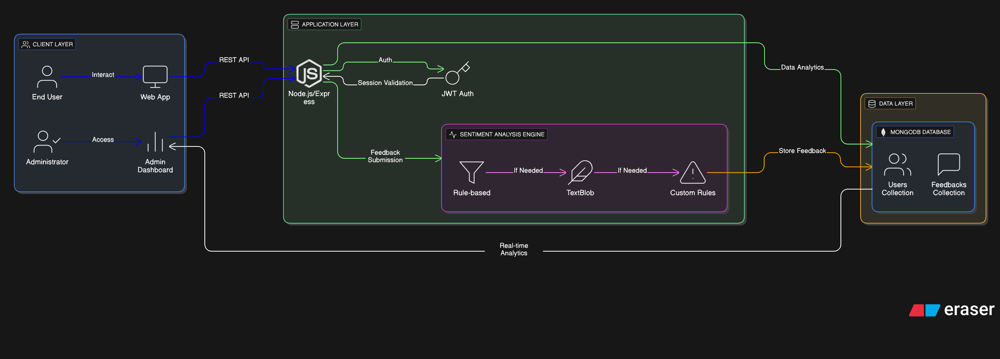 APPLICATION LAYER
CLIENT LAYER
REST API
Auth
Data Analytics
Interact
Session Validation
End User
Web App
REST API
Node.js/Expr
ess
JWT Auth
DATA LAYER
MONGODB DATABASE
SENTIMENT ANALYSIS ENGINE
Access
Administrator
Admin
Dashboard
Feedback
Submission
Store Feedback
If Needed
If Needed
Rule-based
TextBlob
Custom Rules
Users
Collection
Feedbacks
Collection
Real-time
Analytics
JS
eraser